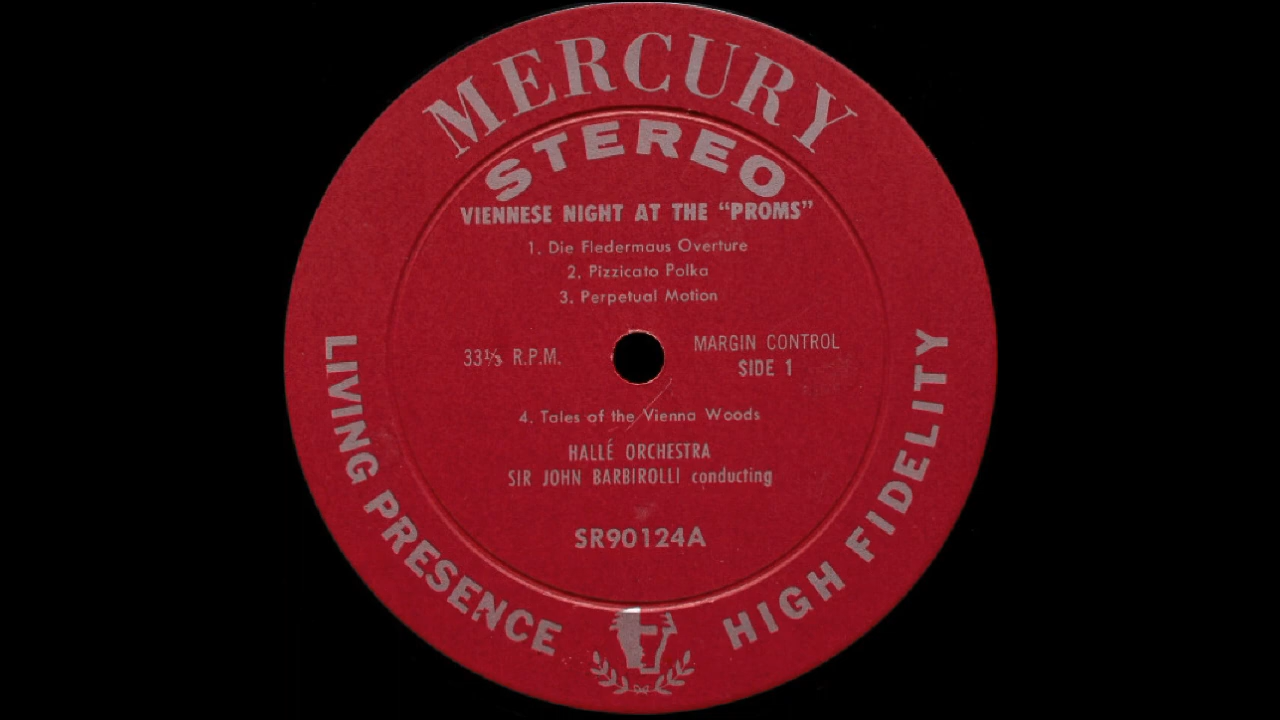 MERCURY
STEREO
VIENNESE NIGHT AT THE “PROMS”
1. Die Fledermaus Overture
2. Pizzicato Polka
3. Perpetual Motion
33⅓ R.P.M.
MARGIN CONTROL
SIDE 1
4. Tales of the Vienna Woods
HALLÉ ORCHESTRA
SIR JOHN BARBIROLLI conducting
SR90124A
LIVING PRESENCE
HIGH FIDELITY